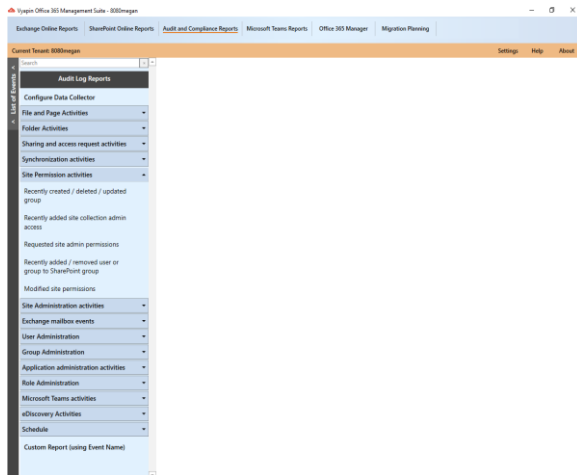 Vyapin Office 365 Management Suite - 8080megan
Exchange Online Reports SharePoint Online Reports Audit and Compliance Reports Microsoft Teams Reports Office 365 Manager Migration Planning
Current Tenant: 8080megan Settings Help About
List of Events
Search
Audit Log Reports
Configure Data Collector
File and Page Activities
Folder Activities
Sharing and access request activities
Synchronization activities
Site Permission activities
Recently created / deleted / updated
group
Recently added site collection admin
access
Requested site admin permissions
Recently added / removed user or
group to SharePoint group
Modified site permissions
Site Administration activities
Exchange mailbox events
User Administration
Group Administration
Application administration activities
Role Administration
Microsoft Teams activities
eDiscovery Activities
Schedule
Custom Report (using Event Name)